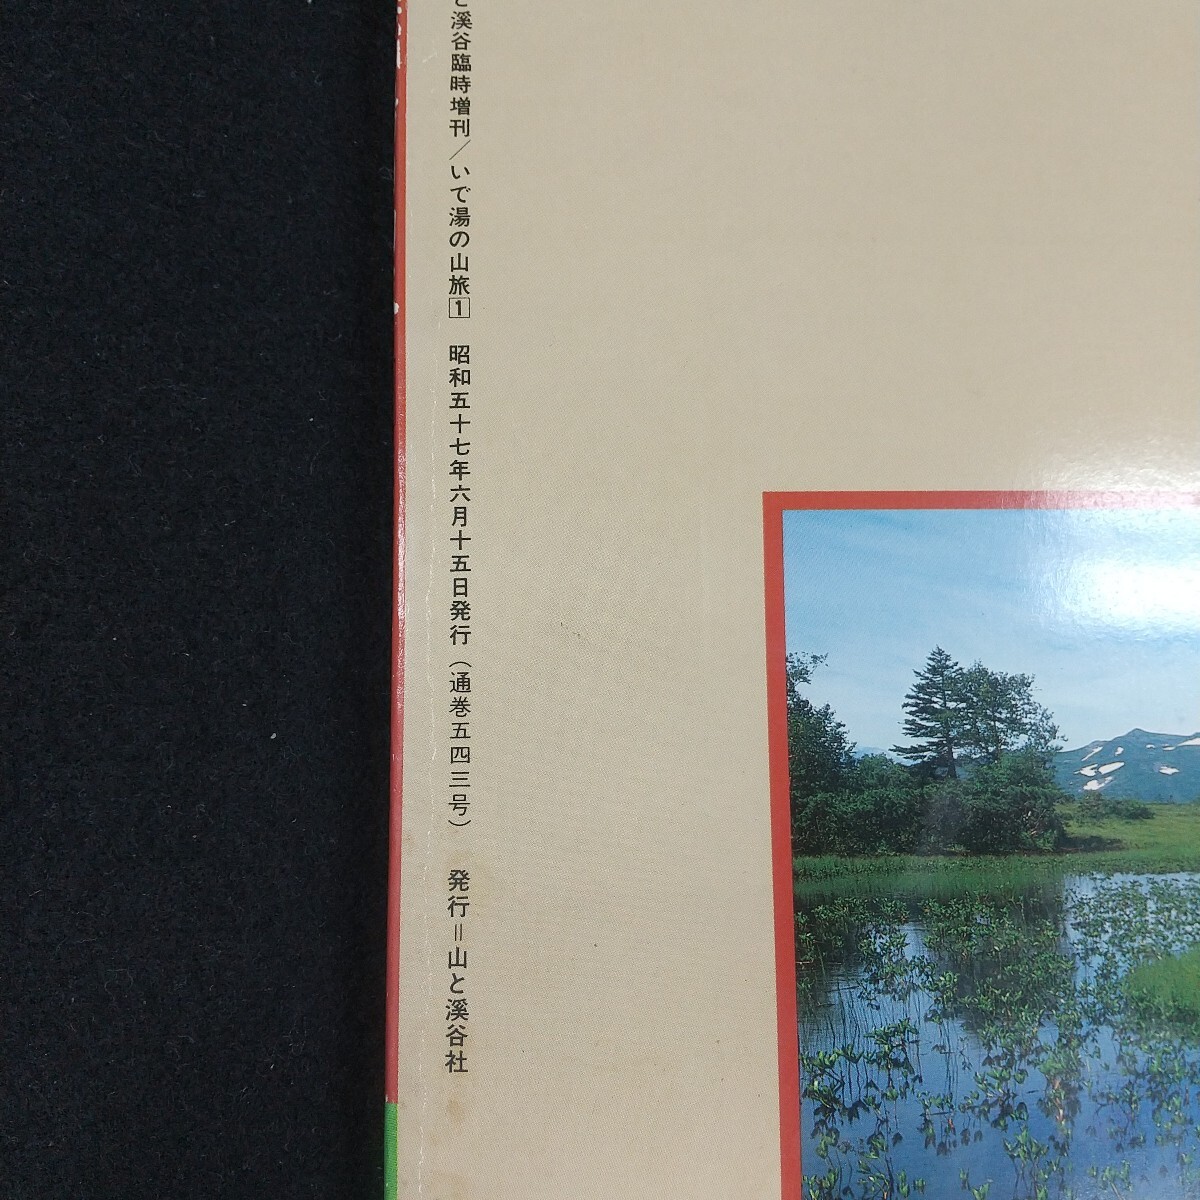 と溪谷臨時増刊/いで湯の山旅1 昭和五十七年六月十五日発行(通巻五四三号) 発行=山と溪谷社